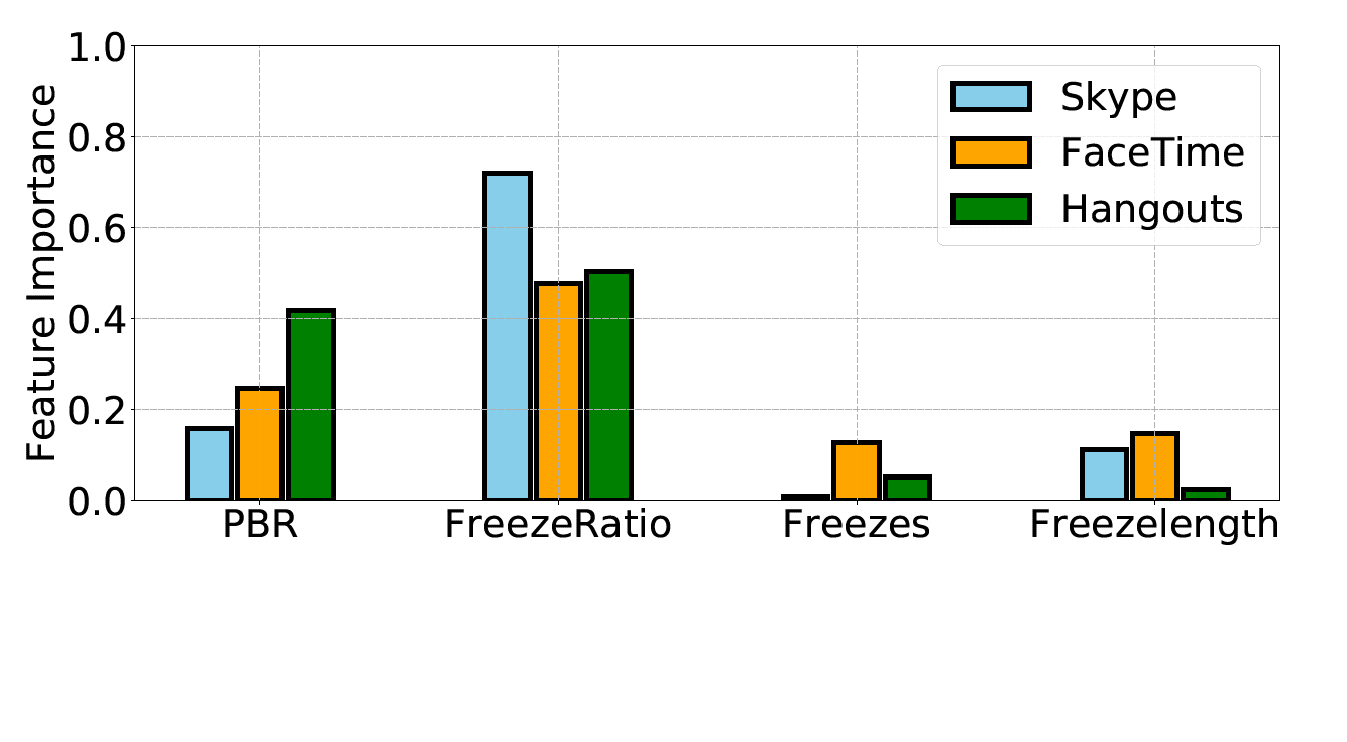 Feature Importance
1.0
0.8
0.6
0.4
0.2
0.0
Skype
FaceTime
Hangouts
PBR FreezeRatio Freezes Freezelength